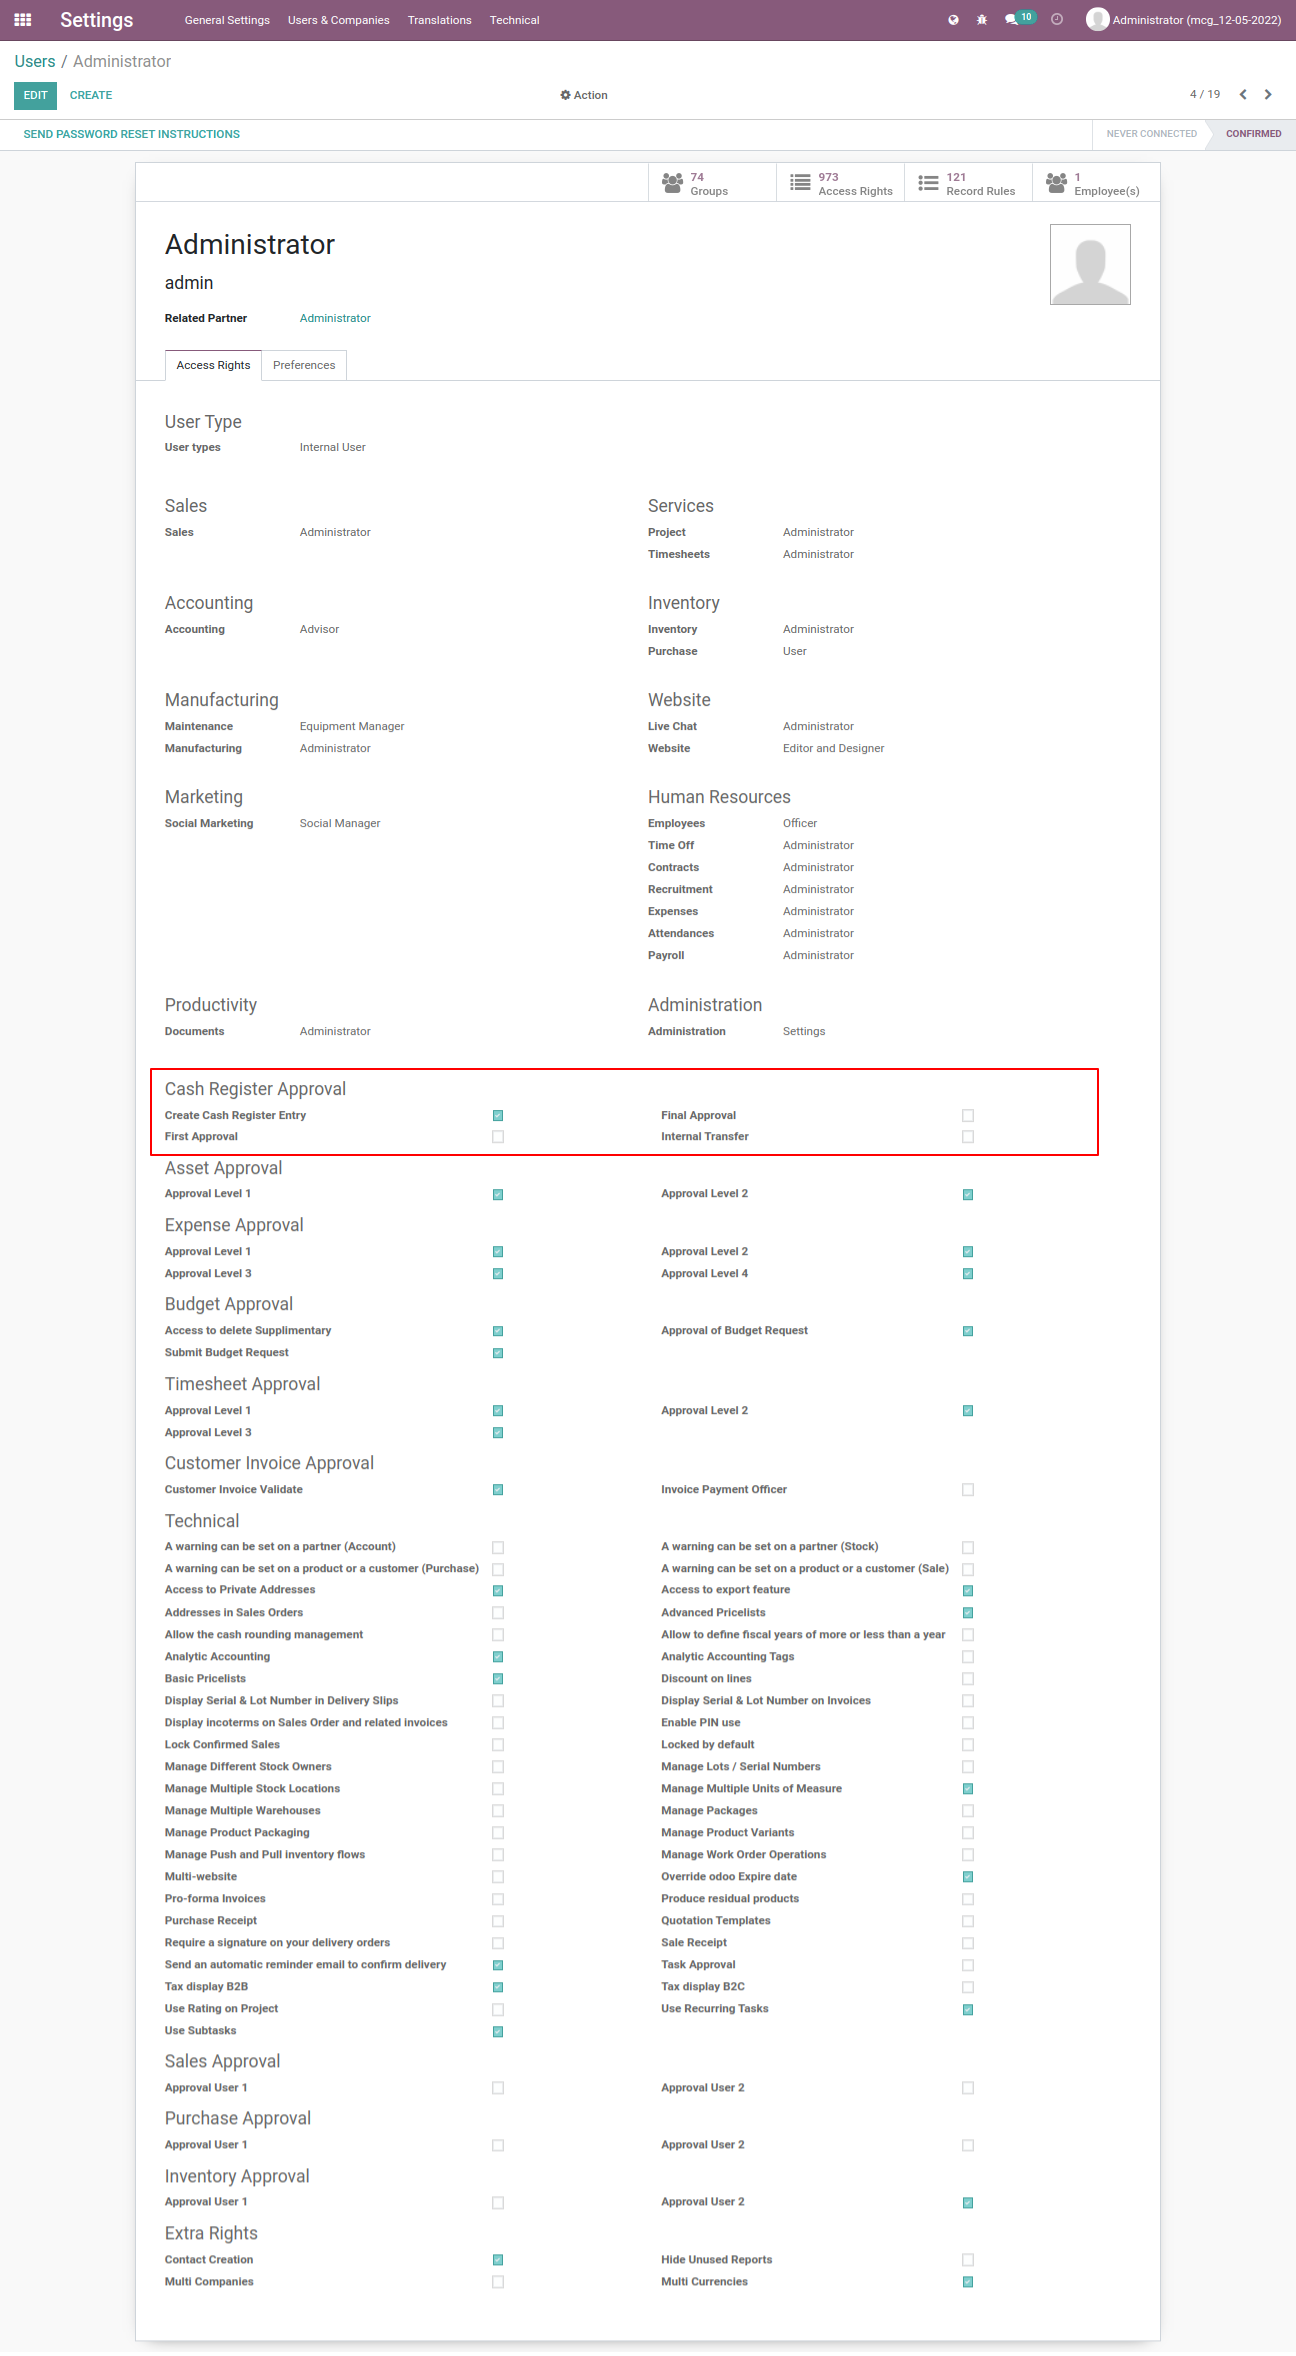 Settings General Settings Users & Companies Translations Technical 10 Administrator (mcg_12-05-2022)
Users / Administrator
EDIT CREATE Action 4 / 19
SEND PASSWORD RESET INSTRUCTIONS NEVER CONNECTED CONFIRMED
74 973 121 1
Groups Access Rights Record Rules Employee(s)
Administrator
admin
Related Partner Administrator
Access Rights Preferences
User Type
User types Internal User
Sales Services
Sales Administrator Project Administrator
Timesheets Administrator
Accounting Inventory
Accounting Advisor Inventory Administrator
Purchase User
Manufacturing Website
Maintenance Equipment Manager Live Chat Administrator
Manufacturing Administrator Website Editor and Designer
Marketing Human Resources
Social Marketing Social Manager Employees Officer
Time Off Administrator
Contracts Administrator
Recruitment Administrator
Expenses Administrator
Attendances Administrator
Payroll Administrator
Productivity Administration
Documents Administrator Administration Settings
Cash Register Approval
Create Cash Register Entry Final Approval
First Approval Internal Transfer
Asset Approval
Approval Level 1 Approval Level 2
Expense Approval
Approval Level 1 Approval Level 2
Approval Level 3 Approval Level 4
Budget Approval
Access to delete Supplimentary Approval of Budget Request
Submit Budget Request
Timesheet Approval
Approval Level 1 Approval Level 2
Approval Level 3
Customer Invoice Approval
Customer Invoice Validate Invoice Payment Officer
Technical
A warning can be set on a partner (Account) A warning can be set on a partner (Stock)
A warning can be set on a product or a customer (Purchase) A warning can be set on a product or a customer (Sale)
Access to Private Addresses Access to export feature
Addresses in Sales Orders Advanced Pricelists
Allow the cash rounding management Allow to define fiscal years of more or less than a year
Analytic Accounting Analytic Accounting Tags
Basic Pricelists Discount on lines
Display Serial & Lot Number in Delivery Slips Display Serial & Lot Number on Invoices
Display incoterms on Sales Order and related invoices Enable PIN use
Lock Confirmed Sales Locked by default
Manage Different Stock Owners Manage Lots / Serial Numbers
Manage Multiple Stock Locations Manage Multiple Units of Measure
Manage Multiple Warehouses Manage Packages
Manage Product Packaging Manage Product Variants
Manage Push and Pull inventory flows Manage Work Order Operations
Multi-website Override odoo Expire date
Pro-forma Invoices Produce residual products
Purchase Receipt Quotation Templates
Require a signature on your delivery orders Sale Receipt
Send an automatic reminder email to confirm delivery Task Approval
Tax display B2B Tax display B2C
Use Rating on Project Use Recurring Tasks
Use Subtasks
Sales Approval
Approval User 1 Approval User 2
Purchase Approval
Approval User 1 Approval User 2
Inventory Approval
Approval User 1 Approval User 2
Extra Rights
Contact Creation Hide Unused Reports
Multi Companies Multi Currencies